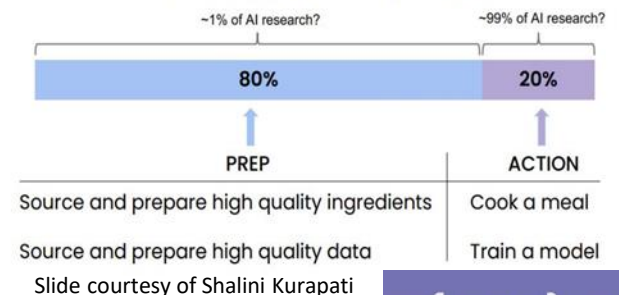 ~1% of AI research? ~99% of AI research?
80% 20%
PREP ACTION
Source and prepare high quality ingredients Cook a meal
Source and prepare high quality data Train a model
Slide courtesy of Shalini Kurapati